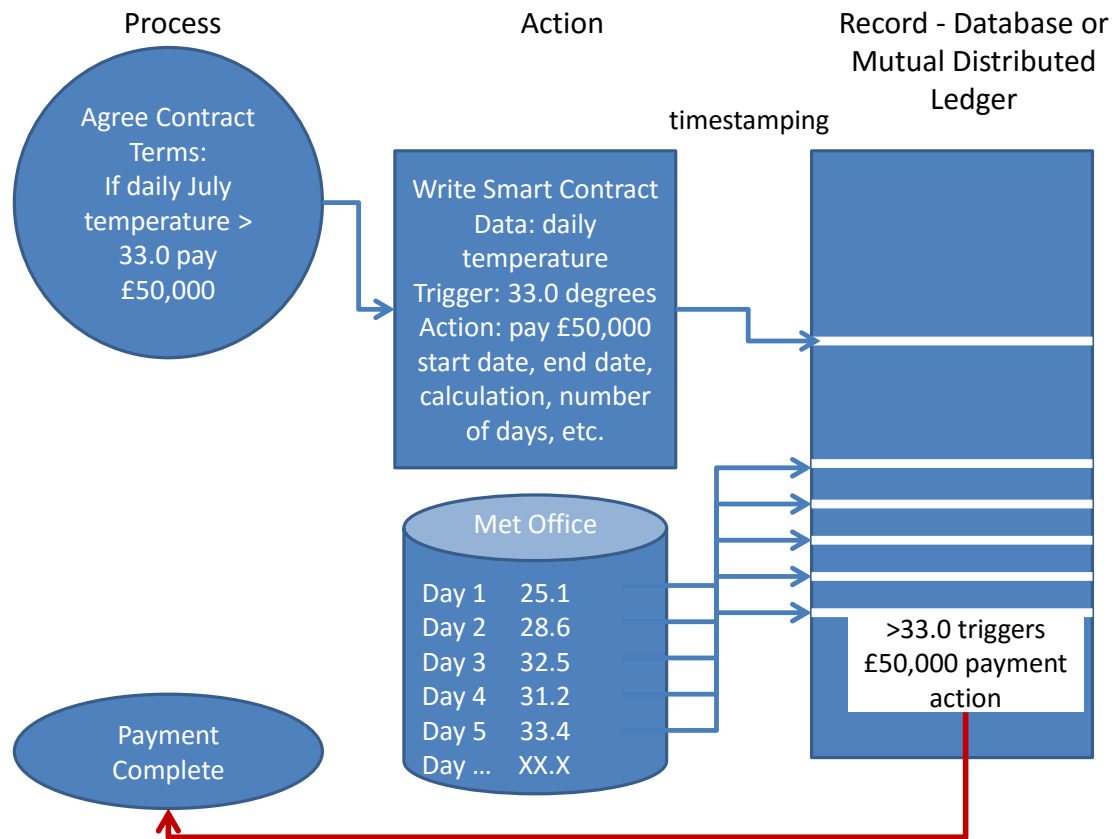 Process
Action
Record - Database or
Mutual Distributed
Ledger
timestamping
Agree Contract
Terms:
If daily July
temperature >
33.0 pay
£50,000
Write Smart Contract
Data: daily
temperature
Trigger: 33.0 degrees
Action: pay £50,000
start date, end date,
calculation, number
of days, etc.
Met Office
Day 1 25.1
Day 2 28.6
Day 3 32.5
Day 4 31.2
Day 5 33.4
Day ... XX.X
>33.0 triggers
£50,000 payment
action
Payment
Complete